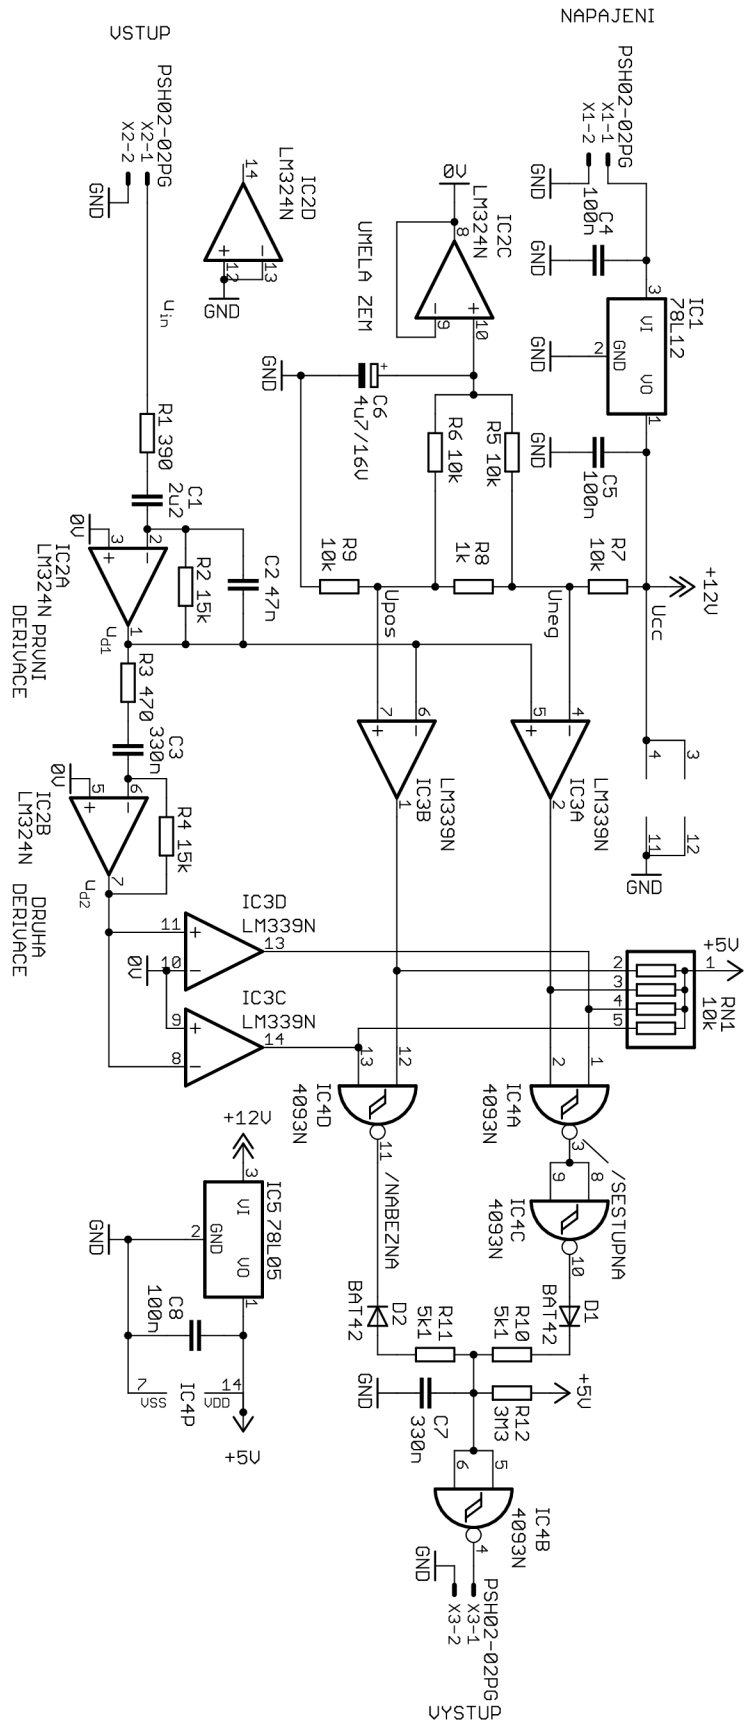 NAPAJENI
VSTUP
PSH02-02PG
X1-1
X1-2
PSH02-02PG
X2-1
X2-2
GND
GND
C4
100n
GND
IC2D
LM324N
14
12
13
+
−
GND
0V
IC2C
LM324N
8
9
10
−
+
UMELA ZEM
IC1
78L12
3
VI
GND
VO
2
1
GND
u_in
GND
C6
4u7/16V
+
R6 10k
R5 10k
GND
C5
100n
R1 390
C1
2u2
0V
3
2
+
−
IC2A
LM324N
1
R2 15k
C2 47n
R9
10k
R8
1k
R7
10k
+12V
Upos
Uneg
Ucc
u_d1
PRVNI
DERIVACE
R3 470
C3
330n
7
6
+
−
IC3B
LM339N
1
5
4
+
−
IC3A
LM339N
2
3
4
11
12
GND
0V
5
6
+
−
IC2B
LM324N
7
R4 15k
u_d2
DRUHA
DERIVACE
IC3D
LM339N
11
10
13
+
−
0V
IC3C
LM339N
9
8
14
+
−
+5V
1
2
3
4
5
RN1
10k
13
12
IC4D
4093N
11
/NABEZNA
2
1
IC4A
4093N
3
/SESTUPNA
9
8
IC4C
4093N
10
+12V
3
IC5 78L05
VI
GND
VO
2
1
GND
C8
100n
7
VSS
IC4P
VDD
14
+5V
D2
BAT42
D1
BAT42
R11
5k1
R10
5k1
GND
C7
330n
R12
3M3
+5V
6
5
IC4B
4093N
4
GND
PSH02-02PG
X3-1
X3-2
VYSTUP